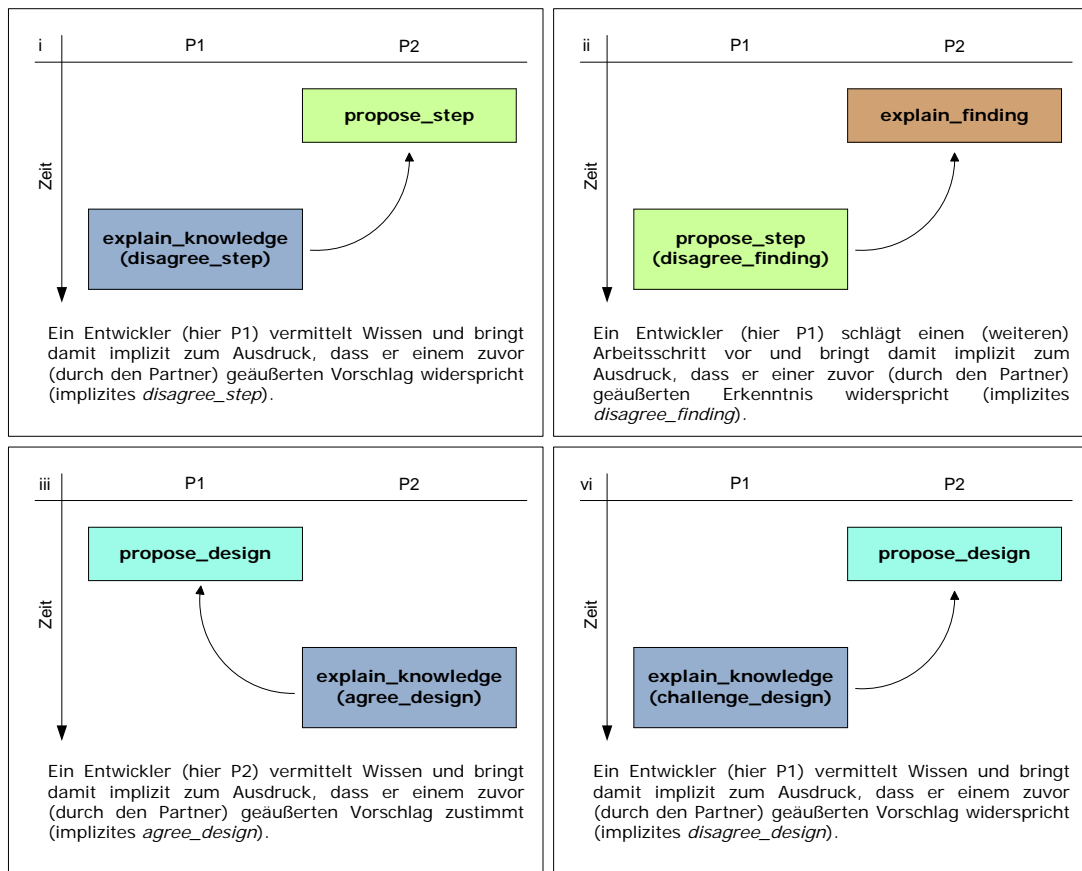 i P1 P2
propose_step
Zeit
explain_knowledge
(disagree_step)
Ein Entwickler (hier P1) vermittelt Wissen und bringt
damit implizit zum Ausdruck, dass er einem zuvor
(durch den Partner) geäußerten Vorschlag widerspricht
(implizites disagree_step).
ii P1 P2
explain_finding
Zeit
propose_step
(disagree_finding)
Ein Entwickler (hier P1) schlägt einen (weiteren)
Arbeitsschritt vor und bringt damit implizit zum
Ausdruck, dass er einer zuvor (durch den Partner)
geäußerten Erkenntnis widerspricht (implizites
disagree_finding).
iii P1 P2
propose_design
Zeit
explain_knowledge
(agree_design)
Ein Entwickler (hier P2) vermittelt Wissen und bringt
damit implizit zum Ausdruck, dass er einem zuvor
(durch den Partner) geäußerten Vorschlag zustimmt
(implizites agree_design).
vi P1 P2
propose_design
Zeit
explain_knowledge
(challenge_design)
Ein Entwickler (hier P1) vermittelt Wissen und bringt
damit implizit zum Ausdruck, dass er einem zuvor
(durch den Partner) geäußerten Vorschlag widerspricht
(implizites disagree_design).